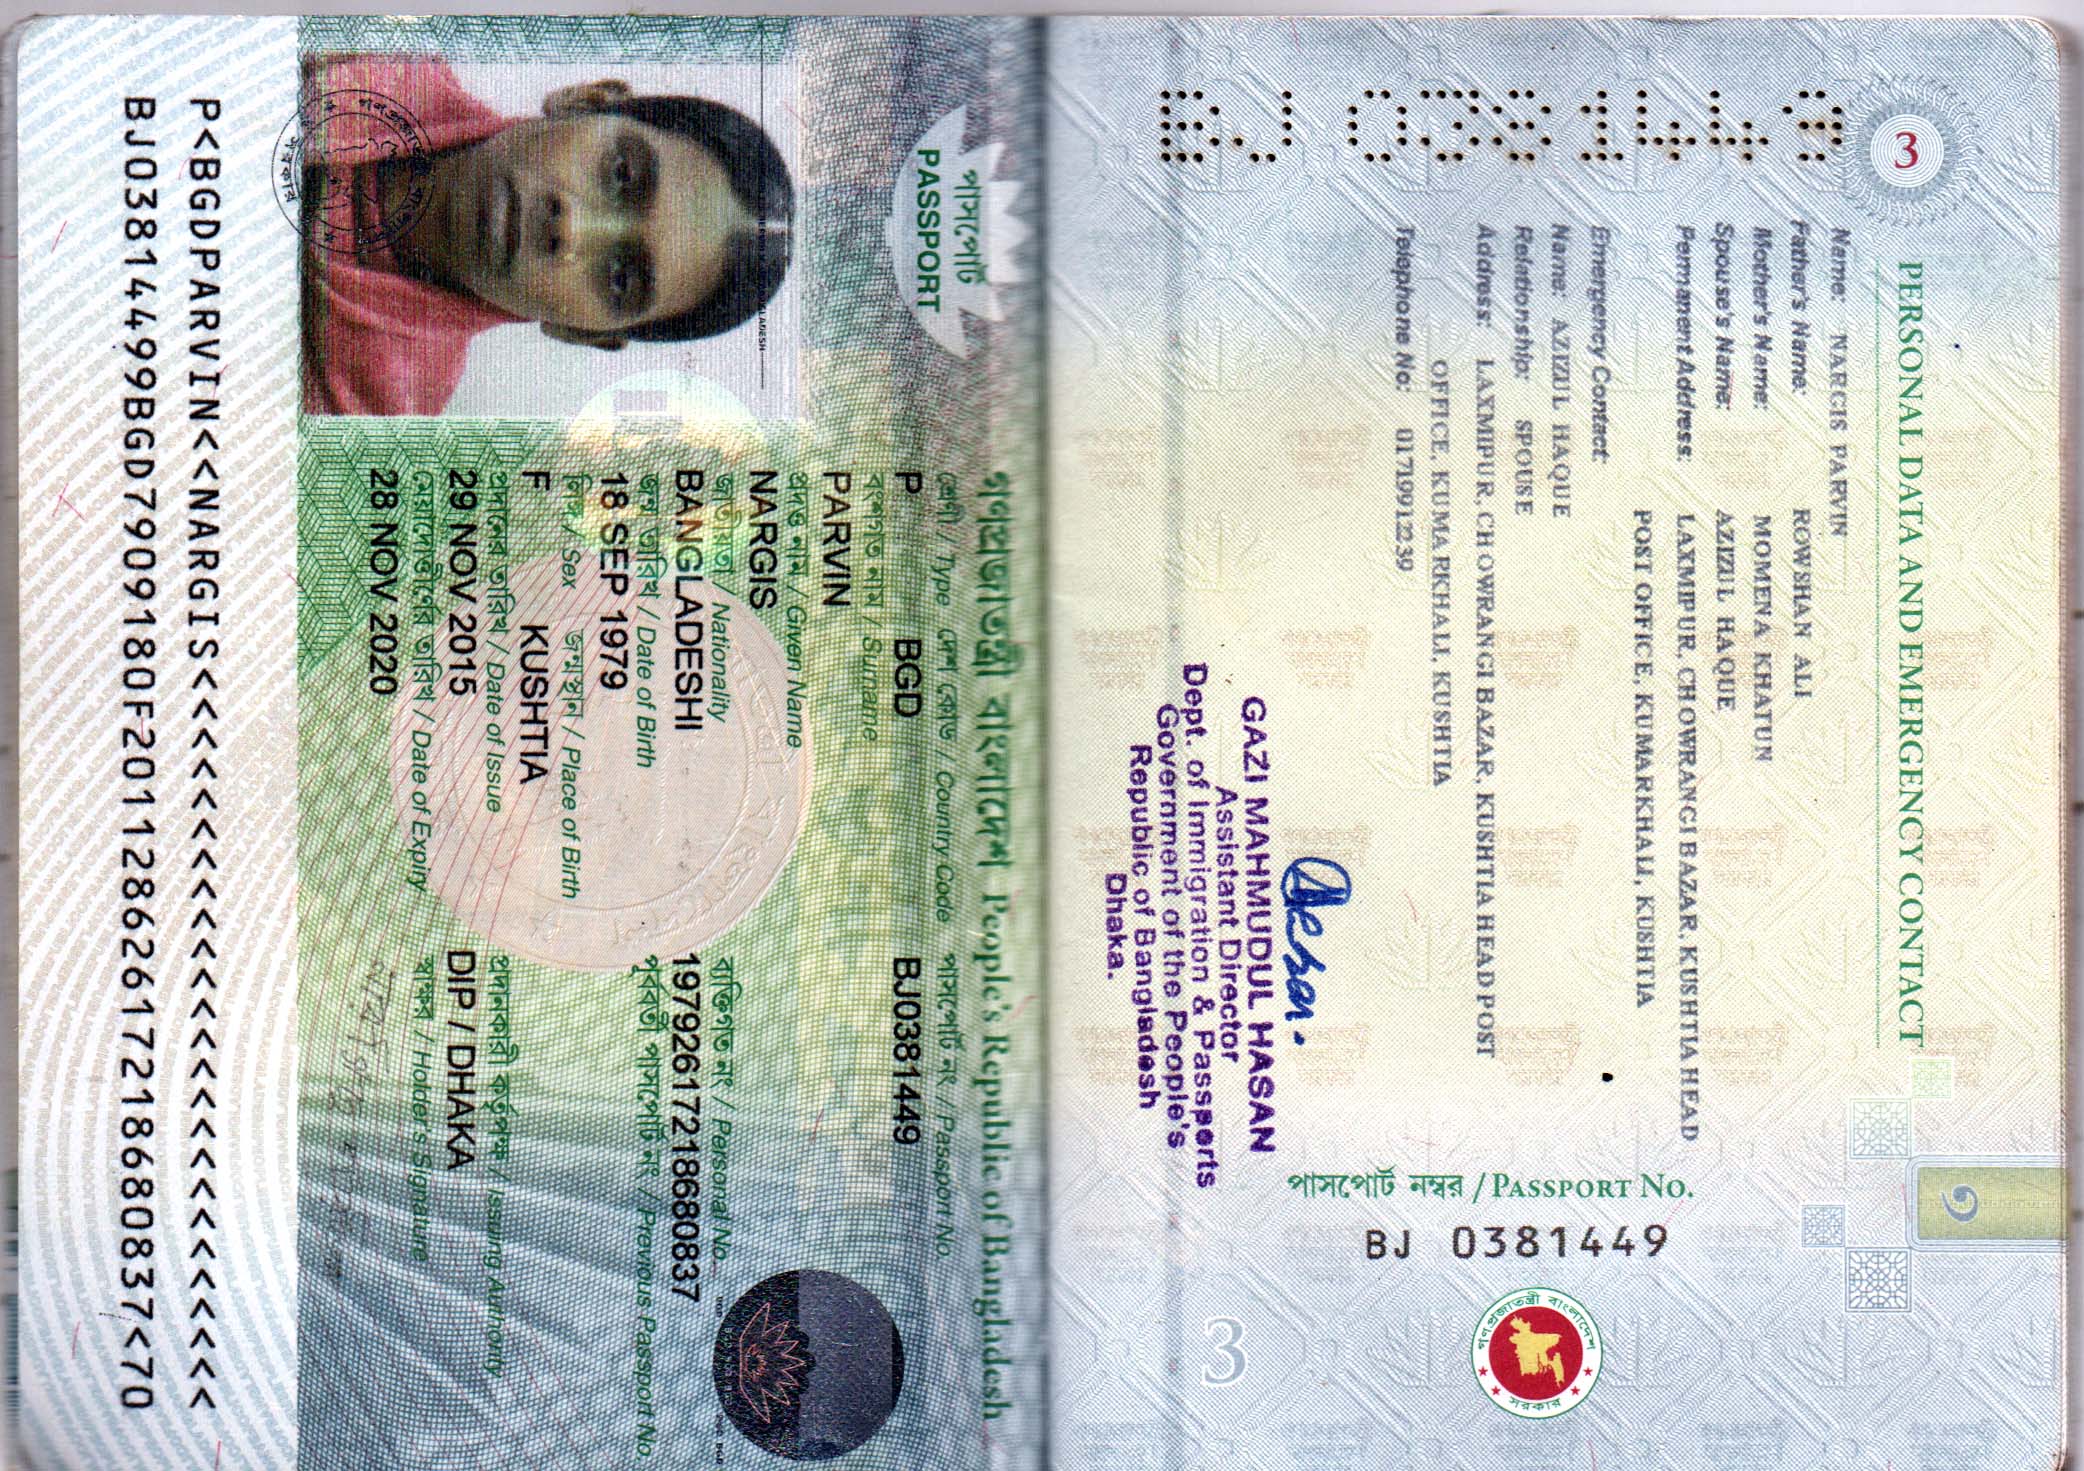 3
PERSONAL DATA AND EMERGENCY CONTACT
Name: NARGIS PARVIN
Father's Name: ROWSHAN ALI
Mother's Name: MOMENA KHATUN
Spouse's Name: AZIZUL HAQUE
Permanent Address: LAXMIPUR, CHOWRANGI BAZAR, KUSHTIA HEAD
POST OFFICE, KUMARKHALI, KUSHTIA
Emergency Contact:
Name: AZIZUL HAQUE
Relationship: SPOUSE
Address: LAXMIPUR, CHOWRANGI BAZAR, KUSHTIA HEAD POST
OFFICE, KUMARKHALI, KUSHTIA
Telephone No: 01719912239
BJ 0381449
GAZI MAHMUDUL HASAN
Assistant Director
Dept. of Immigration & Passports
Government of the People's
Republic of Bangladesh
Dhaka.
পাসপোর্ট নম্বর / PASSPORT No.
BJ 0381449
গণপ্রজাতন্ত্রী বাংলাদেশ
সরকার
৩
3
গণপ্রজাতন্ত্রী বাংলাদেশ People's Republic of Bangladesh
পাসপোর্ট
PASSPORT
শ্রেণী / Type দেশ কোড / Country Code পাসপোর্ট নং / Passport No.
P BGD BJ0381449
বংশগত নাম / Surname
PARVIN
প্রদত্ত নাম / Given Name
NARGIS
জাতীয়তা / Nationality ব্যক্তিগত নং / Personal No.
BANGLADESHI 19792617218680837
জন্ম তারিখ / Date of Birth পূর্ববর্তী পাসপোর্ট নং / Previous Passport No.
18 SEP 1979
লিঙ্গ / Sex জন্মস্থান / Place of Birth
F KUSHTIA
প্রদানের তারিখ / Date of Issue প্রদানকারী কর্তৃপক্ষ / Issuing Authority
29 NOV 2015 DIP / DHAKA
মেয়াদোত্তীর্ণের তারিখ / Date of Expiry স্বাক্ষর / Holder's Signature
28 NOV 2020
P<BGDPARVIN<<NARGIS<<<<<<<<<<<<<<<<<<<<<<<<<
BJ03814499BGD7909180F201128626172186808​37<70